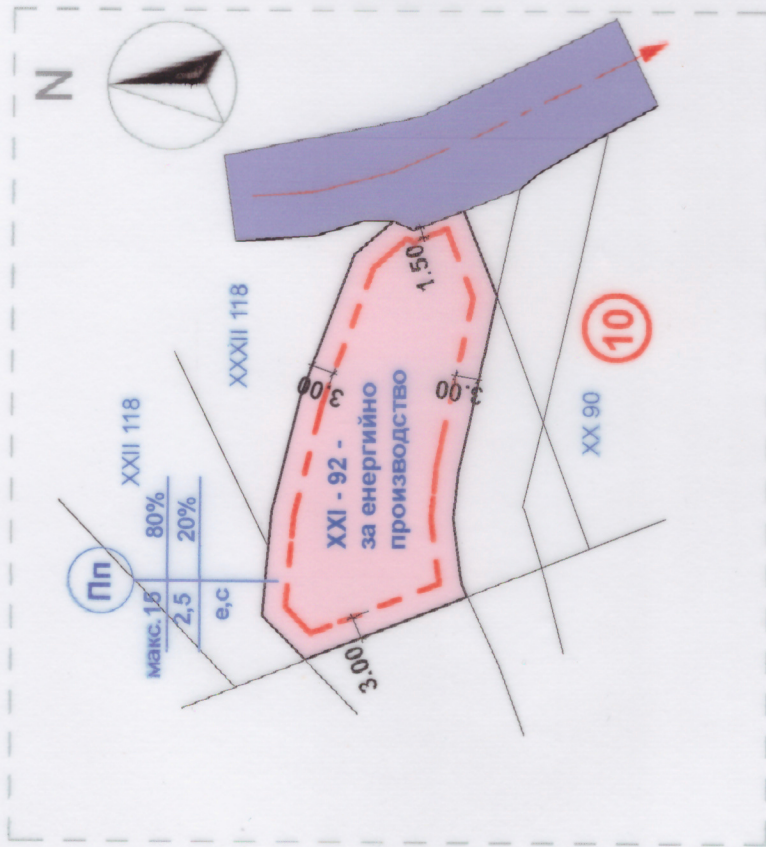 N
Пп
макс.15 80%
2,5 20%
е,с
XXII 118
XXXII 118
XXI - 92 -
за енергийно
производство
3.00
3.00
3.00
1.50
10
XX 90